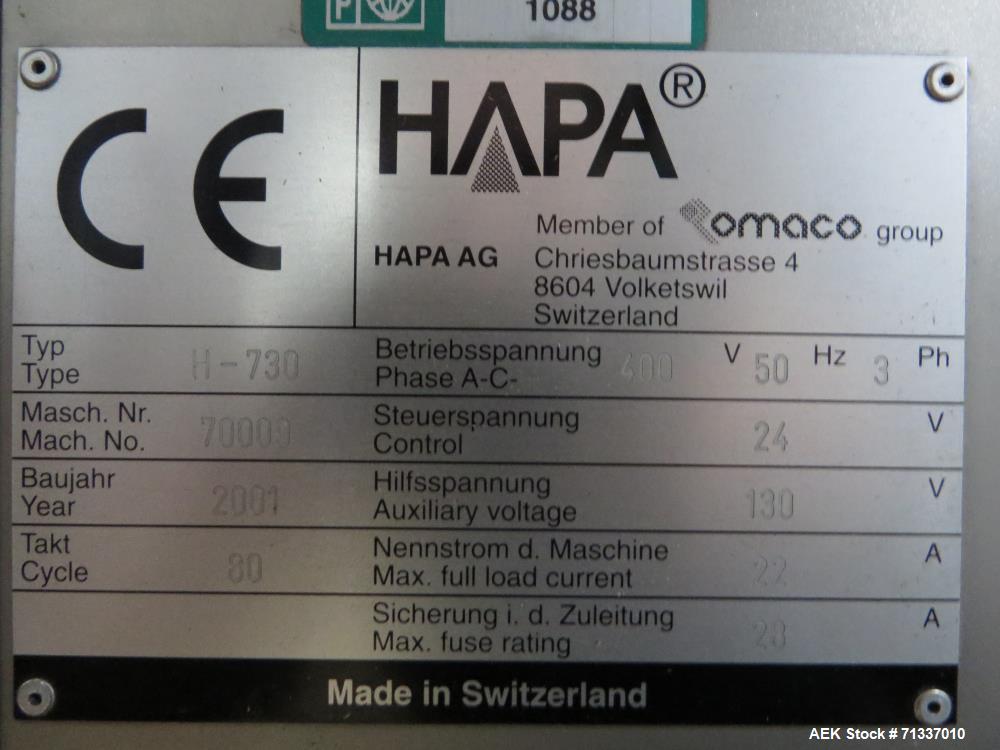 P
1088
CE
HAPA®
Member of omaco group
HAPA AG Chriesbaumstrasse 4
8604 Volketswil
Switzerland
Typ
Type H-730
Betriebsspannung
Phase A-C- 400 V 50 Hz 3 Ph
Masch. Nr.
Mach. No.
Steuerspannung
Control 24 V
Baujahr
Year 2001
Hilfsspannung
Auxiliary voltage 130 V
Takt
Cycle 80
Nennstrom d. Maschine
Max. full load current 22 A
Sicherung i. d. Zuleitung
Max. fuse rating A
Made in Switzerland
AEK Stock # 71337010